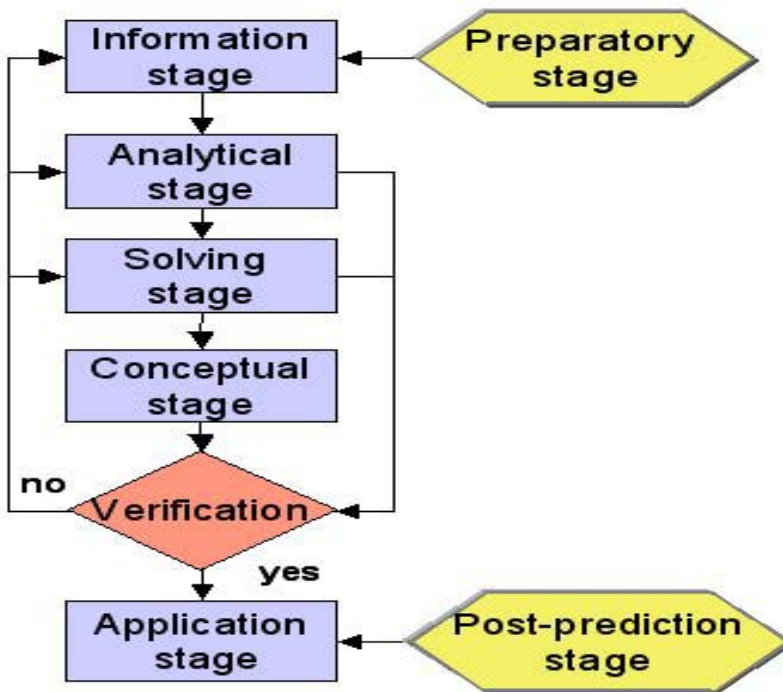 Information
stage
Preparatory
stage
Analytical
stage
Solving
stage
Conceptual
stage
no
Verification
yes
Application
stage
Post-prediction
stage